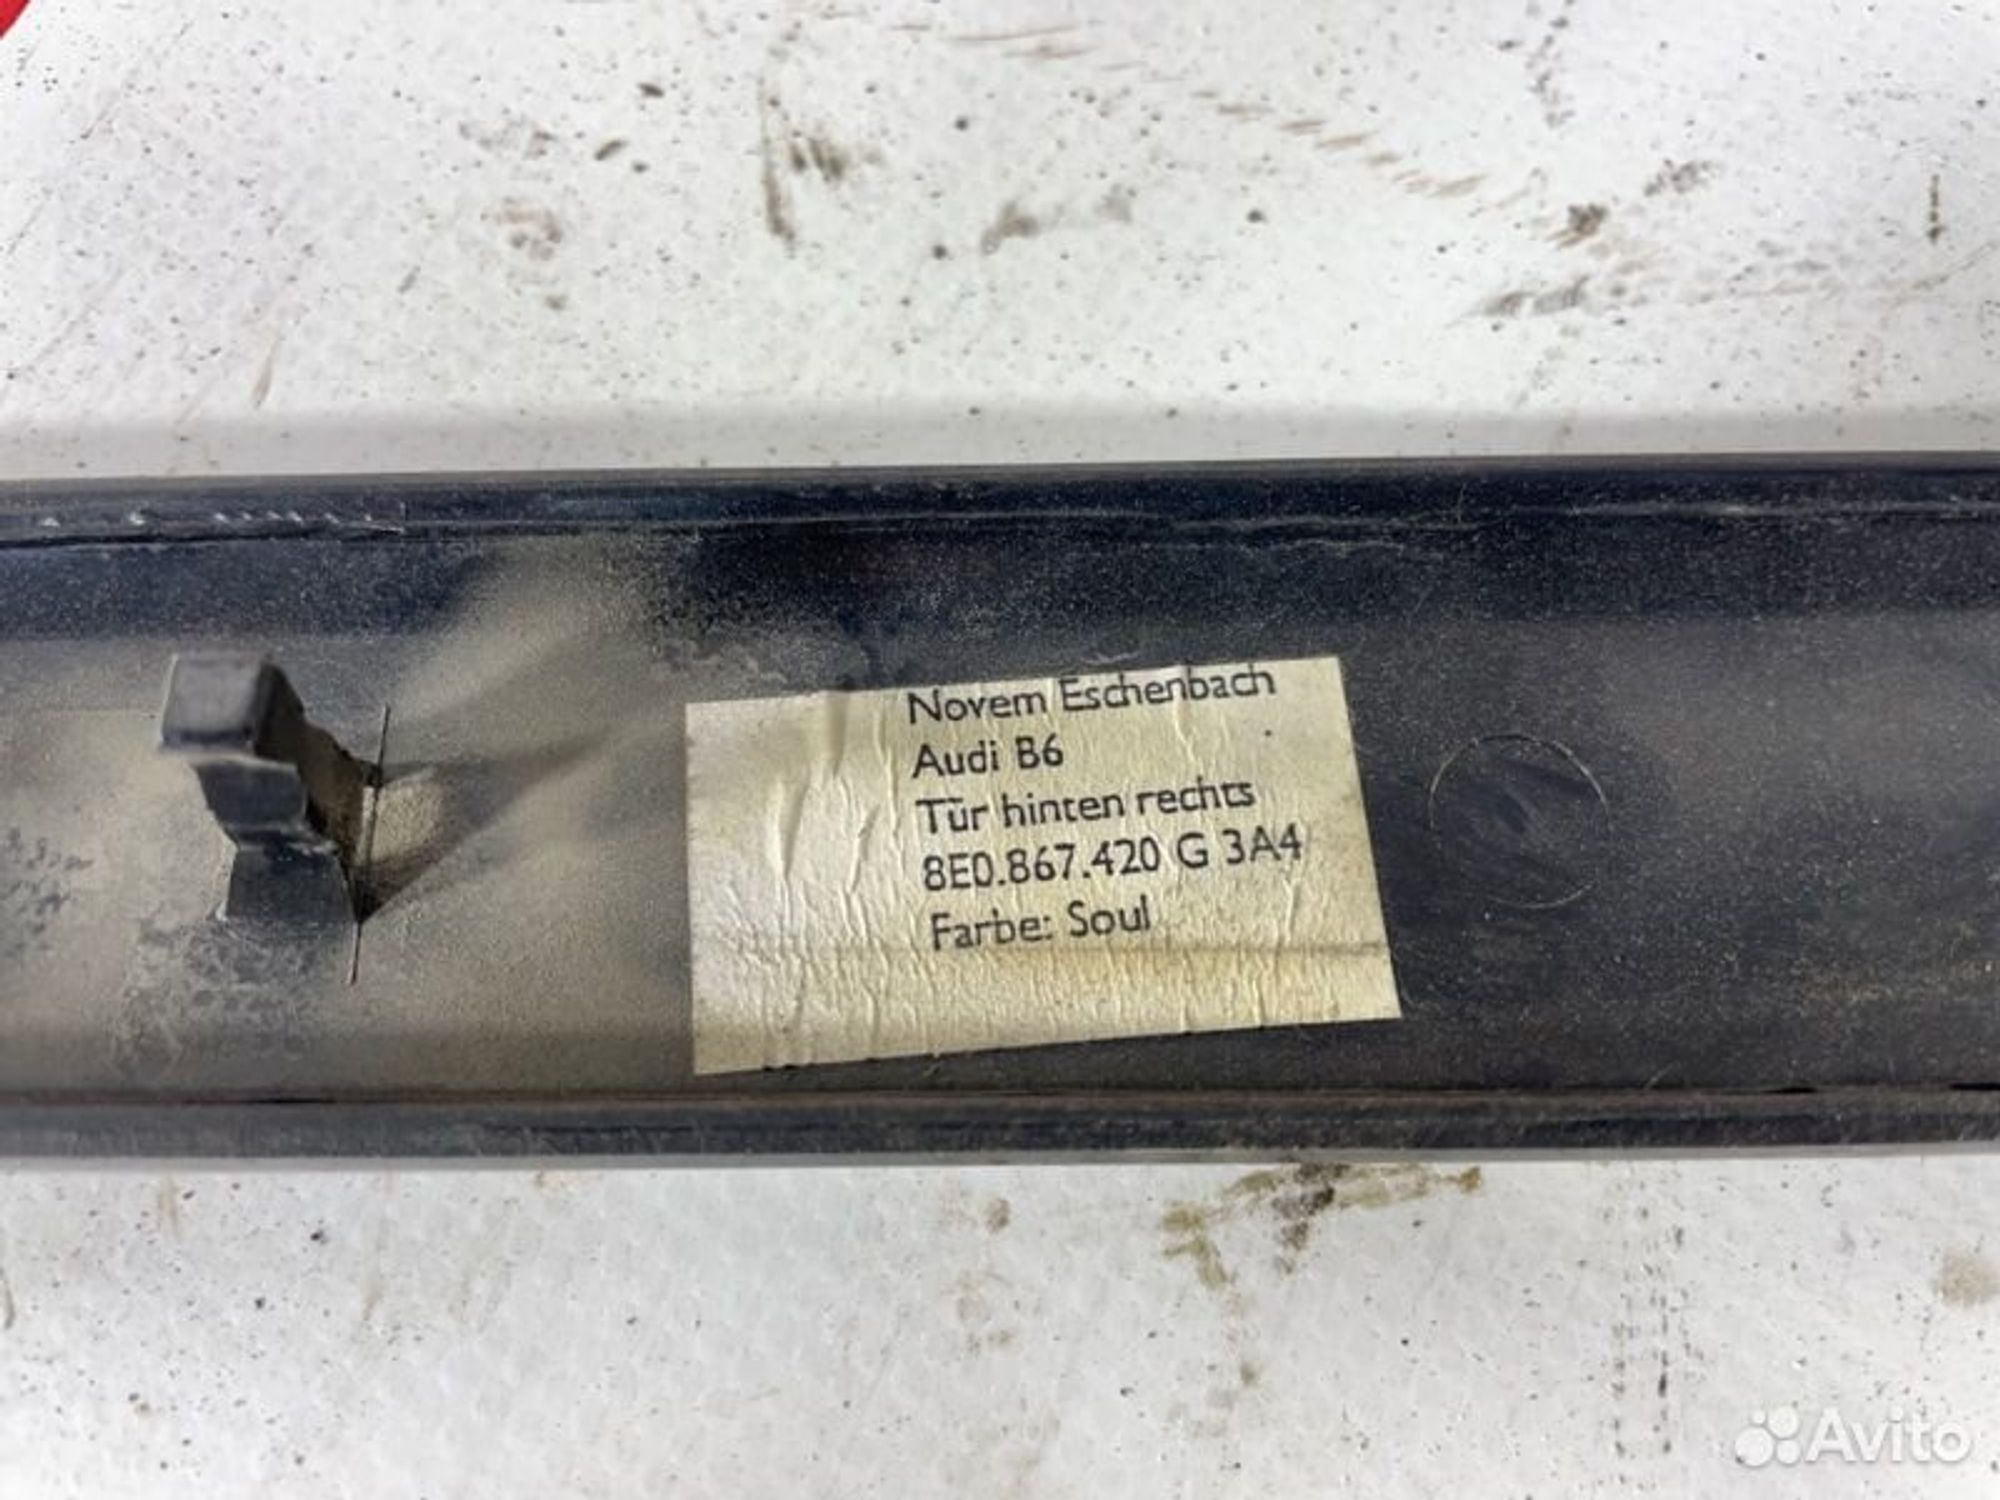 Novem Eschenbach
Audi B6
Tür hinten rechts
8E0.867.420 G 3A4
Farbe: Soul
Avito